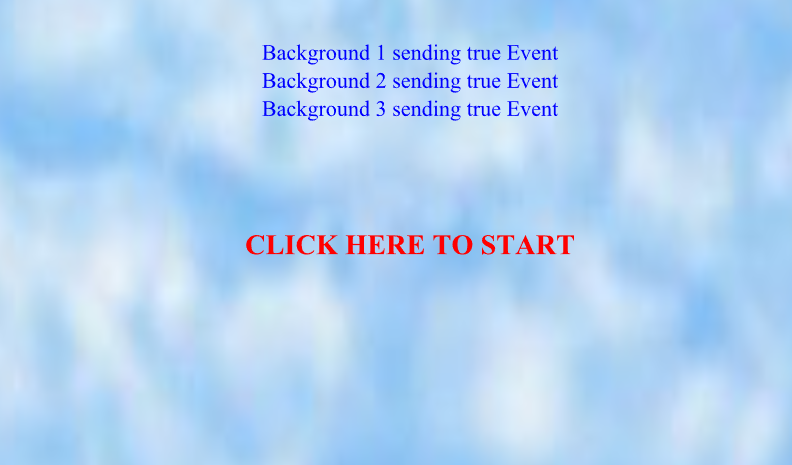 Background 1 sending true Event
Background 2 sending true Event
Background 3 sending true Event
CLICK HERE TO START